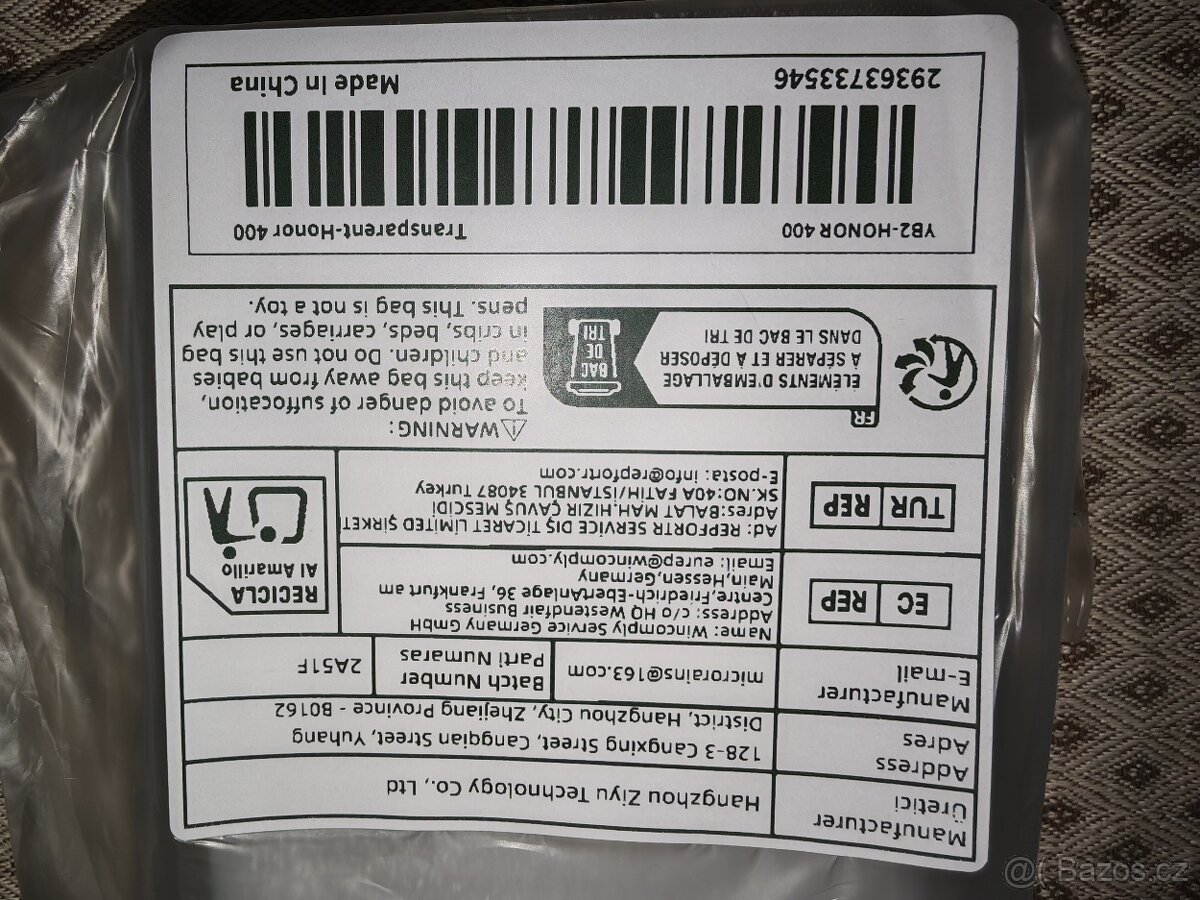 Manufacturer
Üretici
Hangzhou Ziyu Technology Co., Ltd
Address
Adres
128-3 Cangxing Street, Cangqian Street, Yuhang
District, Hangzhou City, Zhejiang Province - B0162
Manufacturer
E-mail
microrains@163.com
Batch Number
Parti Numaras
2A51F
EC REP
Name: Wincomply Service Germany GmbH
Address: c/o HQ Westendfair Business
Centre,Friedrich-EbertAnlage 36, Frankfurt am
Main,Hessen,Germany
Email: eurep@wincomply.com
RECICLA
Al Amarillo
TUR REP
Ad: REPFORTR SERVICE DIŞ TİCARET LİMİTED ŞİRKETİ
Adres:BALAT MAH.HIZIR ÇAVUŞ MESCİDİ
SK.NO:40A FATIH/İSTANBUL 34087 Turkey
E-posta: info@repfortr.com
FR
ÉLÉMENTS D'EMBALLAGE
À SÉPARER ET À DÉPOSER
DANS LE BAC DE TRI
BAC
DE
TRI
WARNING:
To avoid danger of suffocation,
keep this bag away from babies
and children. Do not use this bag
in cribs, beds, carriages, or play
pens. This bag is not a toy.
YB2-HONOR 400
Transparent-Honor 400
29363733546
Made In China
@( Bazos.cz